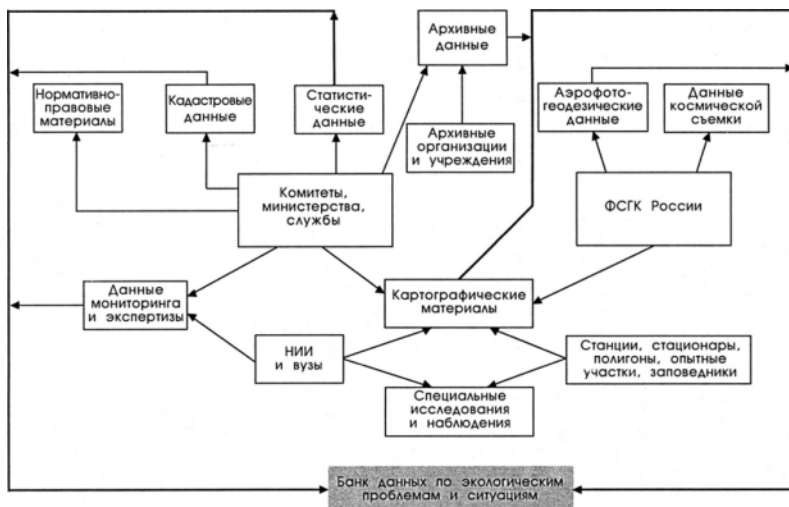 Архивные
данные
Нормативно-
правовые
материалы
Кадастровые
данные
Статисти-
ческие
данные
Аэрофото-
геодезические
данные
Данные
космической
съемки
Архивные
организации
и учреждения
Комитеты,
министерства,
службы
ФСГК России
Данные
мониторинга
и экспертизы
Картографические
материалы
НИИ
и вузы
Станции, стационары,
полигоны, опытные
участки, заповедники
Специальные
исследования
и наблюдения
Банк данных по экологическим
проблемам и ситуациям